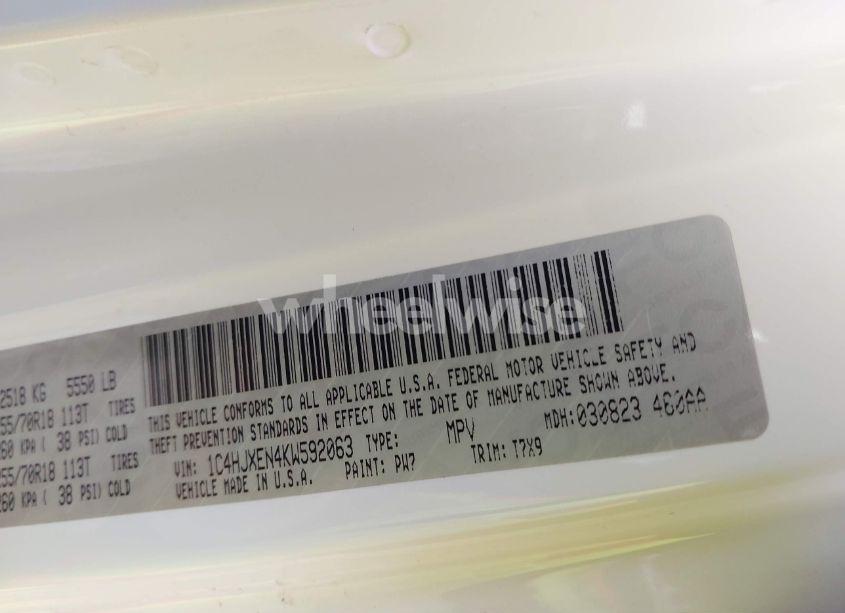 2518 KG 5550 LB
55/70R18 113T TIRES
260 KPA ( 38 PSI) COLD
55/70R18 113T TIRES
260 KPA ( 38 PSI) COLD
wheelwise
THIS VEHICLE CONFORMS TO ALL APPLICABLE U.S.A. FEDERAL MOTOR VEHICLE SAFETY AND
THEFT PREVENTION STANDARDS IN EFFECT ON THE DATE OF MANUFACTURE SHOWN ABOVE.
VIN: 1C4HJXEN4KW592063 TYPE: MPV MDH:030823 460AA
VEHICLE MADE IN U.S.A. PAINT: PW7 TRIM: T7X9